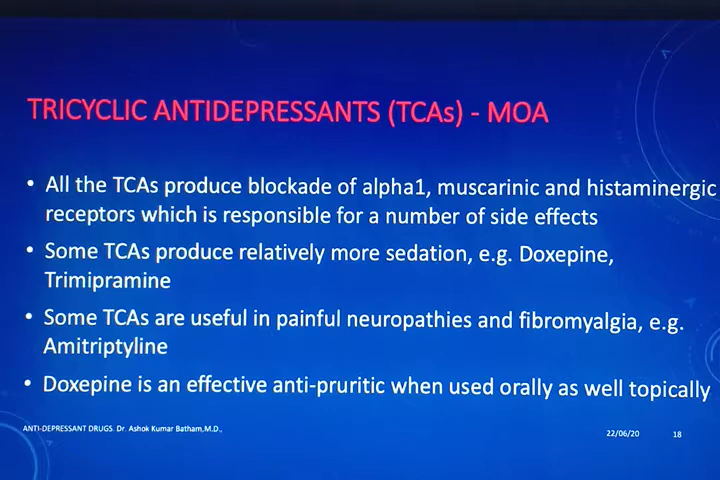 TRICYCLIC ANTIDEPRESSANTS (TCAs) - MOA
• All the TCAs produce blockade of alpha1, muscarinic and histaminergic
receptors which is responsible for a number of side effects
• Some TCAs produce relatively more sedation, e.g. Doxepine,
Trimipramine
• Some TCAs are useful in painful neuropathies and fibromyalgia, e.g.
Amitriptyline
• Doxepine is an effective anti-pruritic when used orally as well topically
ANTI-DEPRESSANT DRUGS. Dr. Ashok Kumar Batham,M.D.,
22/06/20 18